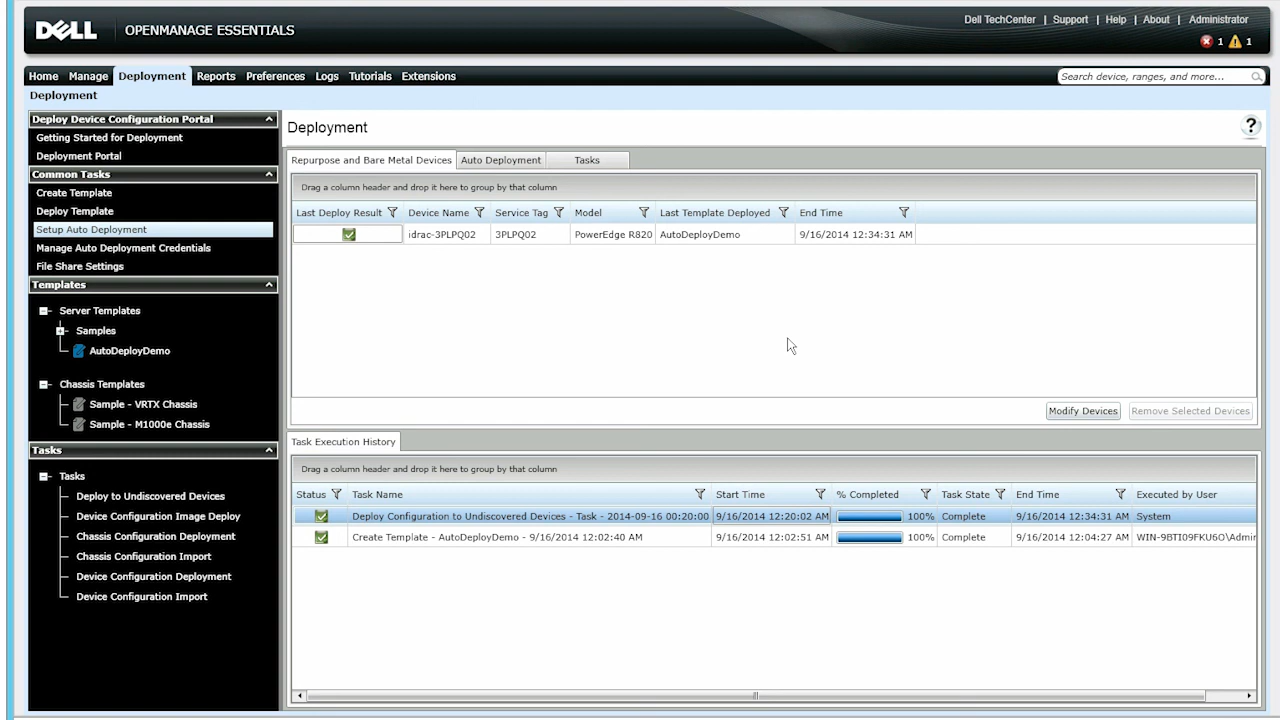 DELL OPENMANAGE ESSENTIALS
Dell TechCenter | Support | Help | About | Administrator
1 1
Home Manage Deployment Reports Preferences Logs Tutorials Extensions
Search device, ranges, and more...
Deployment
Deploy Device Configuration Portal
Getting Started for Deployment
Deployment Portal
Common Tasks
Create Template
Deploy Template
Setup Auto Deployment
Manage Auto Deployment Credentials
File Share Settings
Templates
Server Templates
Samples
AutoDeployDemo
Chassis Templates
Sample - VRTX Chassis
Sample - M1000e Chassis
Tasks
Tasks
Deploy to Undiscovered Devices
Device Configuration Image Deploy
Chassis Configuration Deployment
Chassis Configuration Import
Device Configuration Deployment
Device Configuration Import
Deployment
?
Repurpose and Bare Metal Devices Auto Deployment Tasks
Drag a column header and drop it here to group by that column
Last Deploy Result Device Name Service Tag Model Last Template Deployed End Time
idrac-3PLPQ02 3PLPQ02 PowerEdge R820 AutoDeployDemo 9/16/2014 12:34:31 AM
Modify Devices Remove Selected Devices
Task Execution History
Drag a column header and drop it here to group by that column
Status Task Name Start Time % Completed Task State End Time Executed by User
Deploy Configuration to Undiscovered Devices - Task - 2014-09-16 00:20:00 9/16/2014 12:20:02 AM 100% Complete 9/16/2014 12:34:31 AM System
Create Template - AutoDeployDemo - 9/16/2014 12:02:40 AM 9/16/2014 12:02:51 AM 100% Complete 9/16/2014 12:04:27 AM WIN-9BTI09FKU6O\Admin